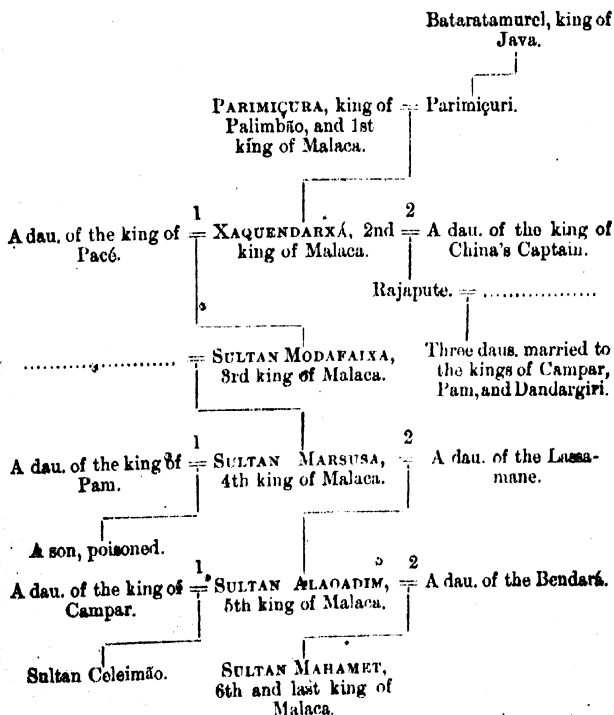 Bataratamurel, king of
Java.
PARIMIÇURA, king of = Parimiçuri.
Palimbão, and 1st
king of Malaca.
1 2
A dau. of the king of = XAQUENDARXÁ, 2nd = A dau. of the king of
Pacé. king of Malaca. China's Captain.
Rajapute. = ..................
.................. = SULTAN MODAFAIXA, Three daus. married to
3rd king of Malaca. the kings of Campar,
Pam, and Dandargiri.
1 2
A dau. of the king of = SULTAN MARSUSA, = A dau. of the Lassa-
Pam. 4th king of Malaca. mane.
A son, poisoned.
1 2
A dau. of the king of = SULTAN ALAOADIM, = A dau. of the Bendará.
Campar. 5th king of Malaca.
Sultan Celeimão. SULTAN MAHAMET,
6th and last king of
Malaca.